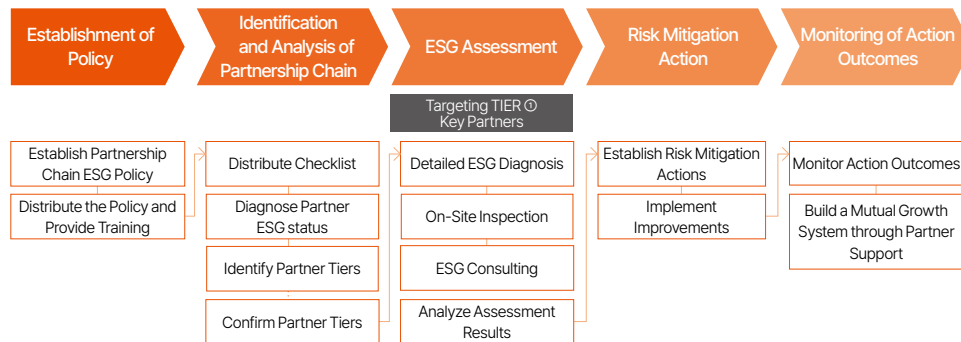 Establishment of
Policy
Identification
and Analysis of
Partnership Chain
ESG Assessment
Risk Mitigation
Action
Monitoring of Action
Outcomes
Targeting TIER ①
Key Partners
Establish Partnership
Chain ESG Policy
Distribute the Policy and
Provide Training
Distribute Checklist
Diagnose Partner
ESG status
Identify Partner Tiers
Confirm Partner Tiers
Detailed ESG Diagnosis
On-Site Inspection
ESG Consulting
Analyze Assessment
Results
Establish Risk Mitigation
Actions
Implement
Improvements
Monitor Action Outcomes
Build a Mutual Growth
System through Partner
Support